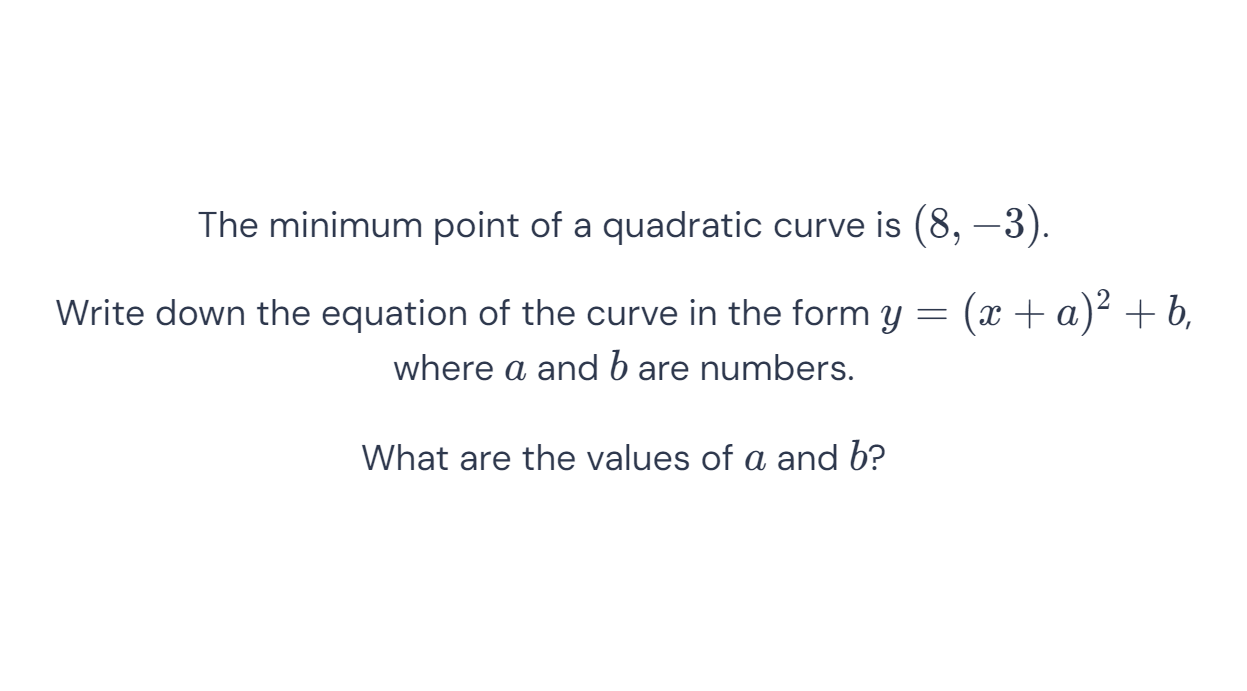 The minimum point of a quadratic curve is (8, −3).
Write down the equation of the curve in the form y = (x + a)² + b,
where a and b are numbers.
What are the values of a and b?